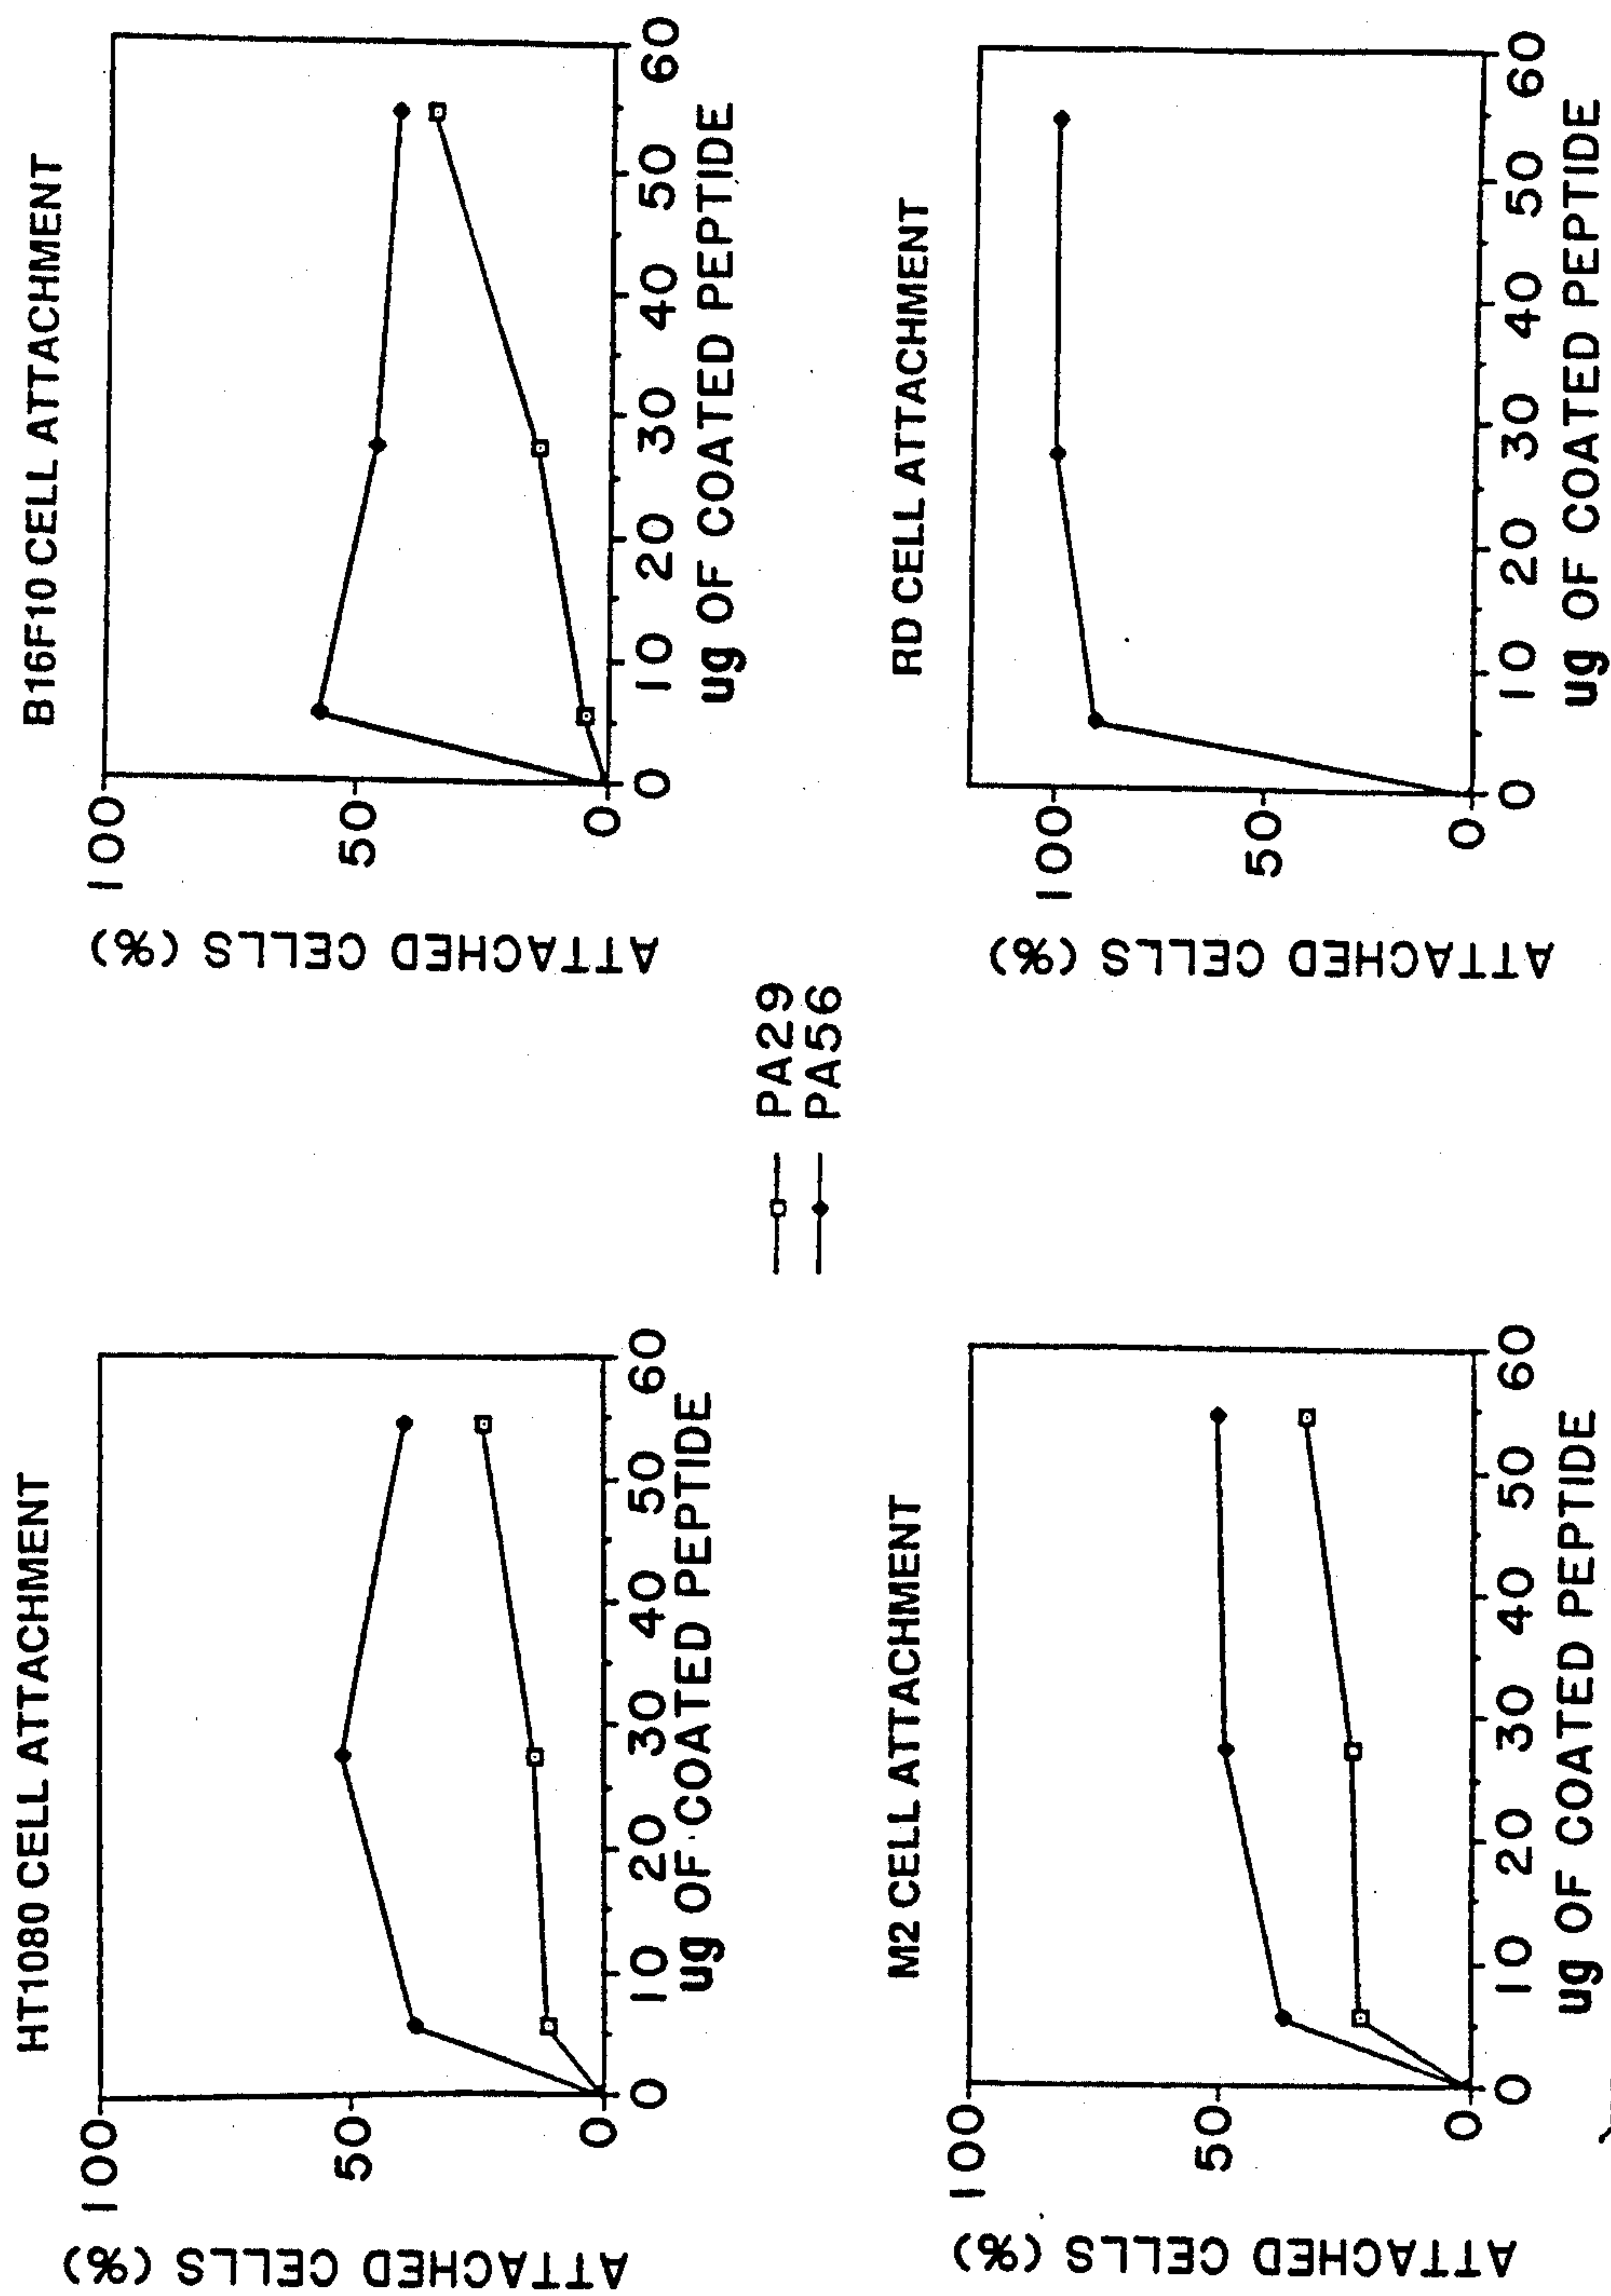 HT1080 CELL ATTACHMENT
ATTACHED CELLS (%)
100
50
0
0 10 20 30 40 50 60
ug OF COATED PEPTIDE
B16F10 CELL ATTACHMENT
ATTACHED CELLS (%)
100
50
0
0 10 20 30 40 50 60
ug OF COATED PEPTIDE
PA29
PA56
M2 CELL ATTACHMENT
ATTACHED CELLS (%)
100
50
0
0 10 20 30 40 50 60
ug OF COATED PEPTIDE
RD CELL ATTACHMENT
ATTACHED CELLS (%)
100
50
0
0 10 20 30 40 50 60
ug OF COATED PEPTIDE